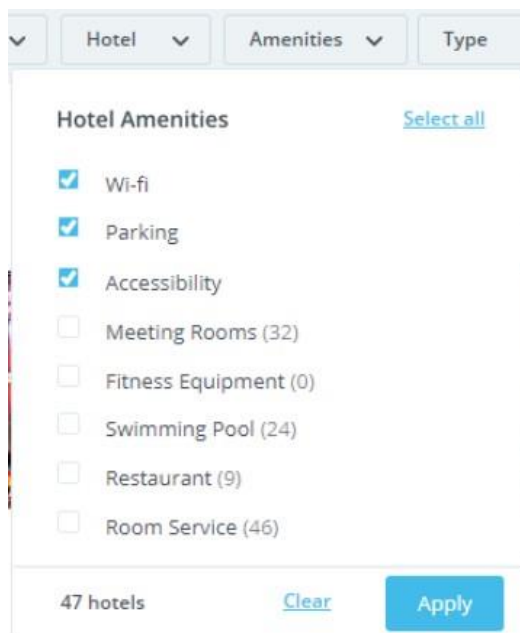 Hotel Amenities Type
Hotel Amenities Select all
Wi-fi
Parking
Accessibility
Meeting Rooms (32)
Fitness Equipment (0)
Swimming Pool (24)
Restaurant (9)
Room Service (46)
47 hotels Clear Apply